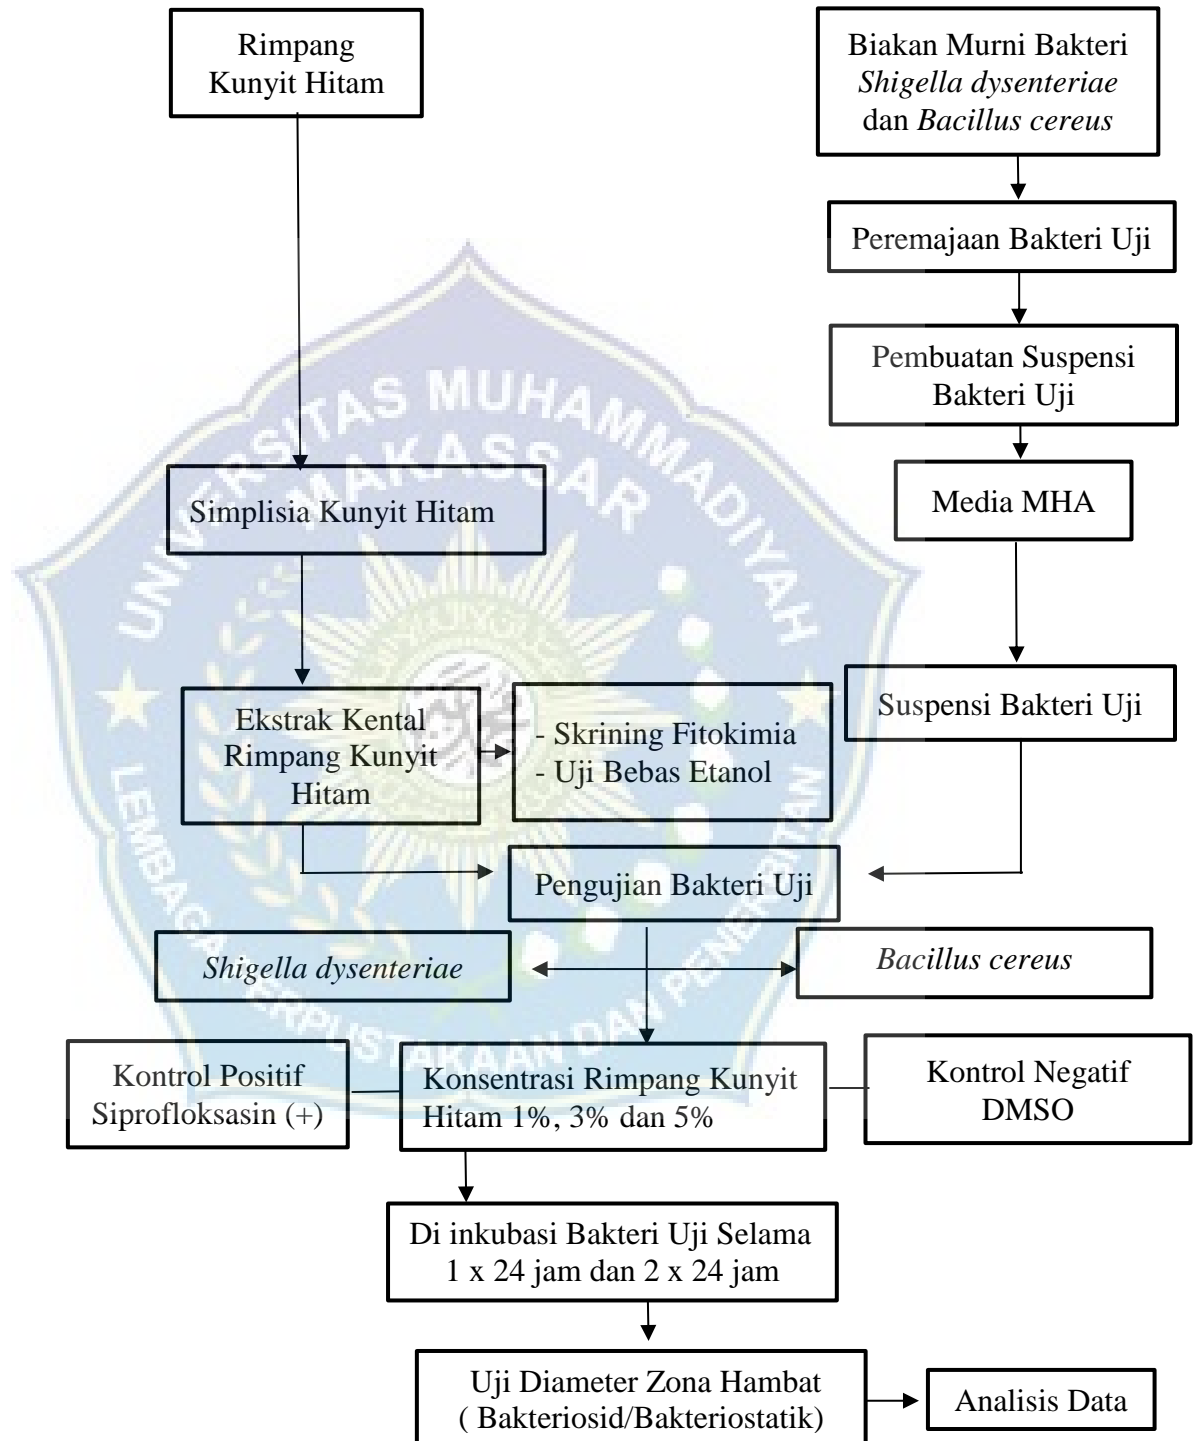 Rimpang
Kunyit Hitam
Biakan Murni Bakteri
Shigella dysenteriae
dan Bacillus cereus
Peremajaan Bakteri Uji
Pembuatan Suspensi
Bakteri Uji
UNIVERSITAS MUHAMMADIYAH
MAKASSAR
Simplisia Kunyit Hitam
Media MHA
Ekstrak Kental
Rimpang Kunyit
Hitam
- Skrining Fitokimia
- Uji Bebas Etanol
Suspensi Bakteri Uji
LEMBAGA PERPUSTAKAAN DAN PENERBITAN
Pengujian Bakteri Uji
Shigella dysenteriae
Bacillus cereus
Kontrol Positif
Siprofloksasin (+)
Konsentrasi Rimpang Kunyit
Hitam 1%, 3% dan 5%
Kontrol Negatif
DMSO
Di inkubasi Bakteri Uji Selama
1 x 24 jam dan 2 x 24 jam
Uji Diameter Zona Hambat
( Bakteriosid/Bakteriostatik)
Analisis Data